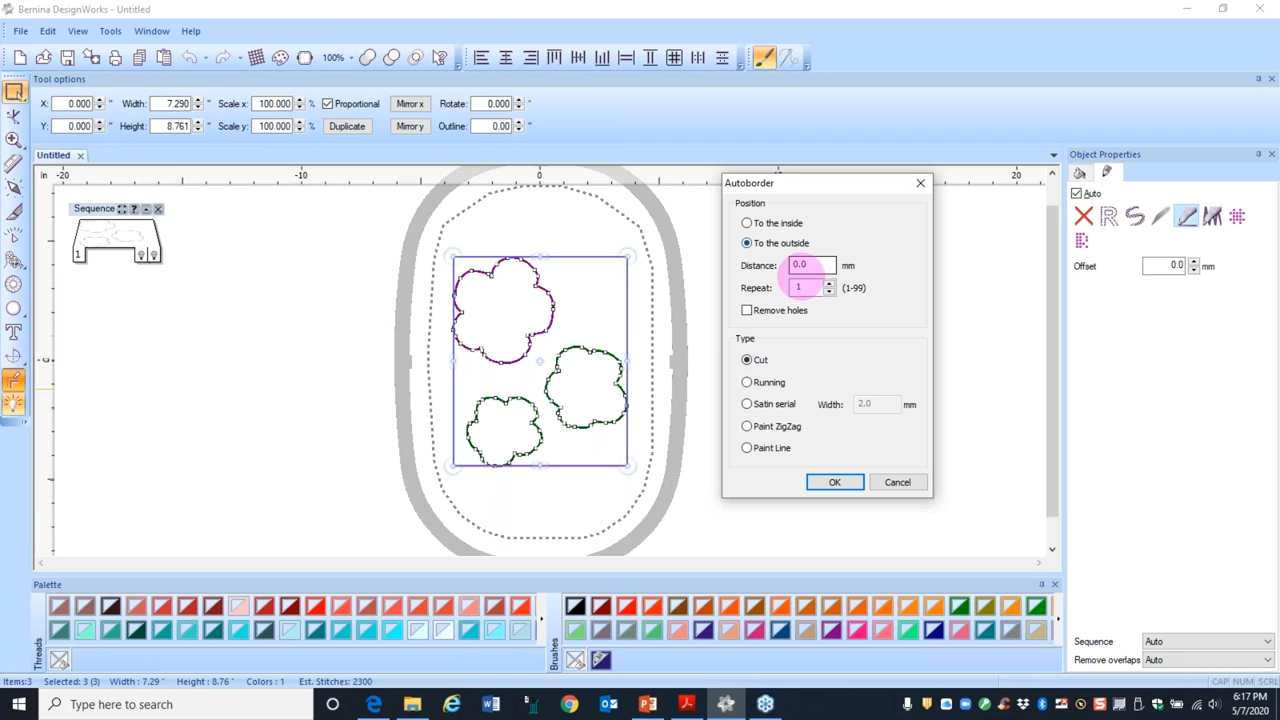 Bernina DesignWorks - Untitled
File Edit View Tools Window Help
100%
Tool options
X: 0.000 " Width: 7.290 " Scale x: 100.000 % Proportional Mirror x Rotate: 0.000 °
Y: 0.000 " Height: 8.761 " Scale y: 100.000 % Duplicate Mirror y Outline: 0.00 "
Untitled
in -20 -10 0 20
Sequence
1
0
Autoborder
Position
To the inside
To the outside
Distance: 0.0 mm
Repeat: 1 (1-99)
Remove holes
Type
Cut
Running
Satin serial Width: 2.0 mm
Paint ZigZag
Paint Line
OK Cancel
Object Properties
Auto
Offset 0.0 mm
Sequence Auto
Remove overlaps Auto
Palette
Threads
Brushes
Items:3 Selected: 3 (3) Width : 7.29 " Height : 8.76 " Colors : 1 Est. Stitches: 2300
CAP NUM SCRL
Type here to search
6:17 PM
5/7/2020